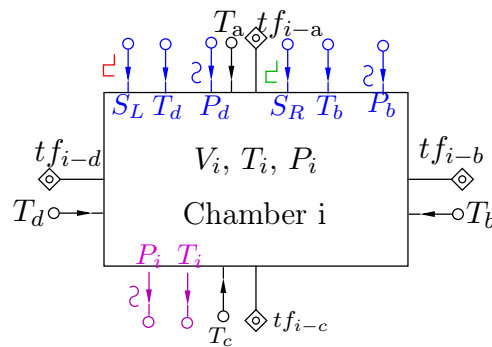 T_a tf_{i-a}
S_L T_d P_d S_R T_b P_b
tf_{i-d} V_i, T_i, P_i tf_{i-b}
T_d Chamber i T_b
P_i T_i
T_c tf_{i-c}